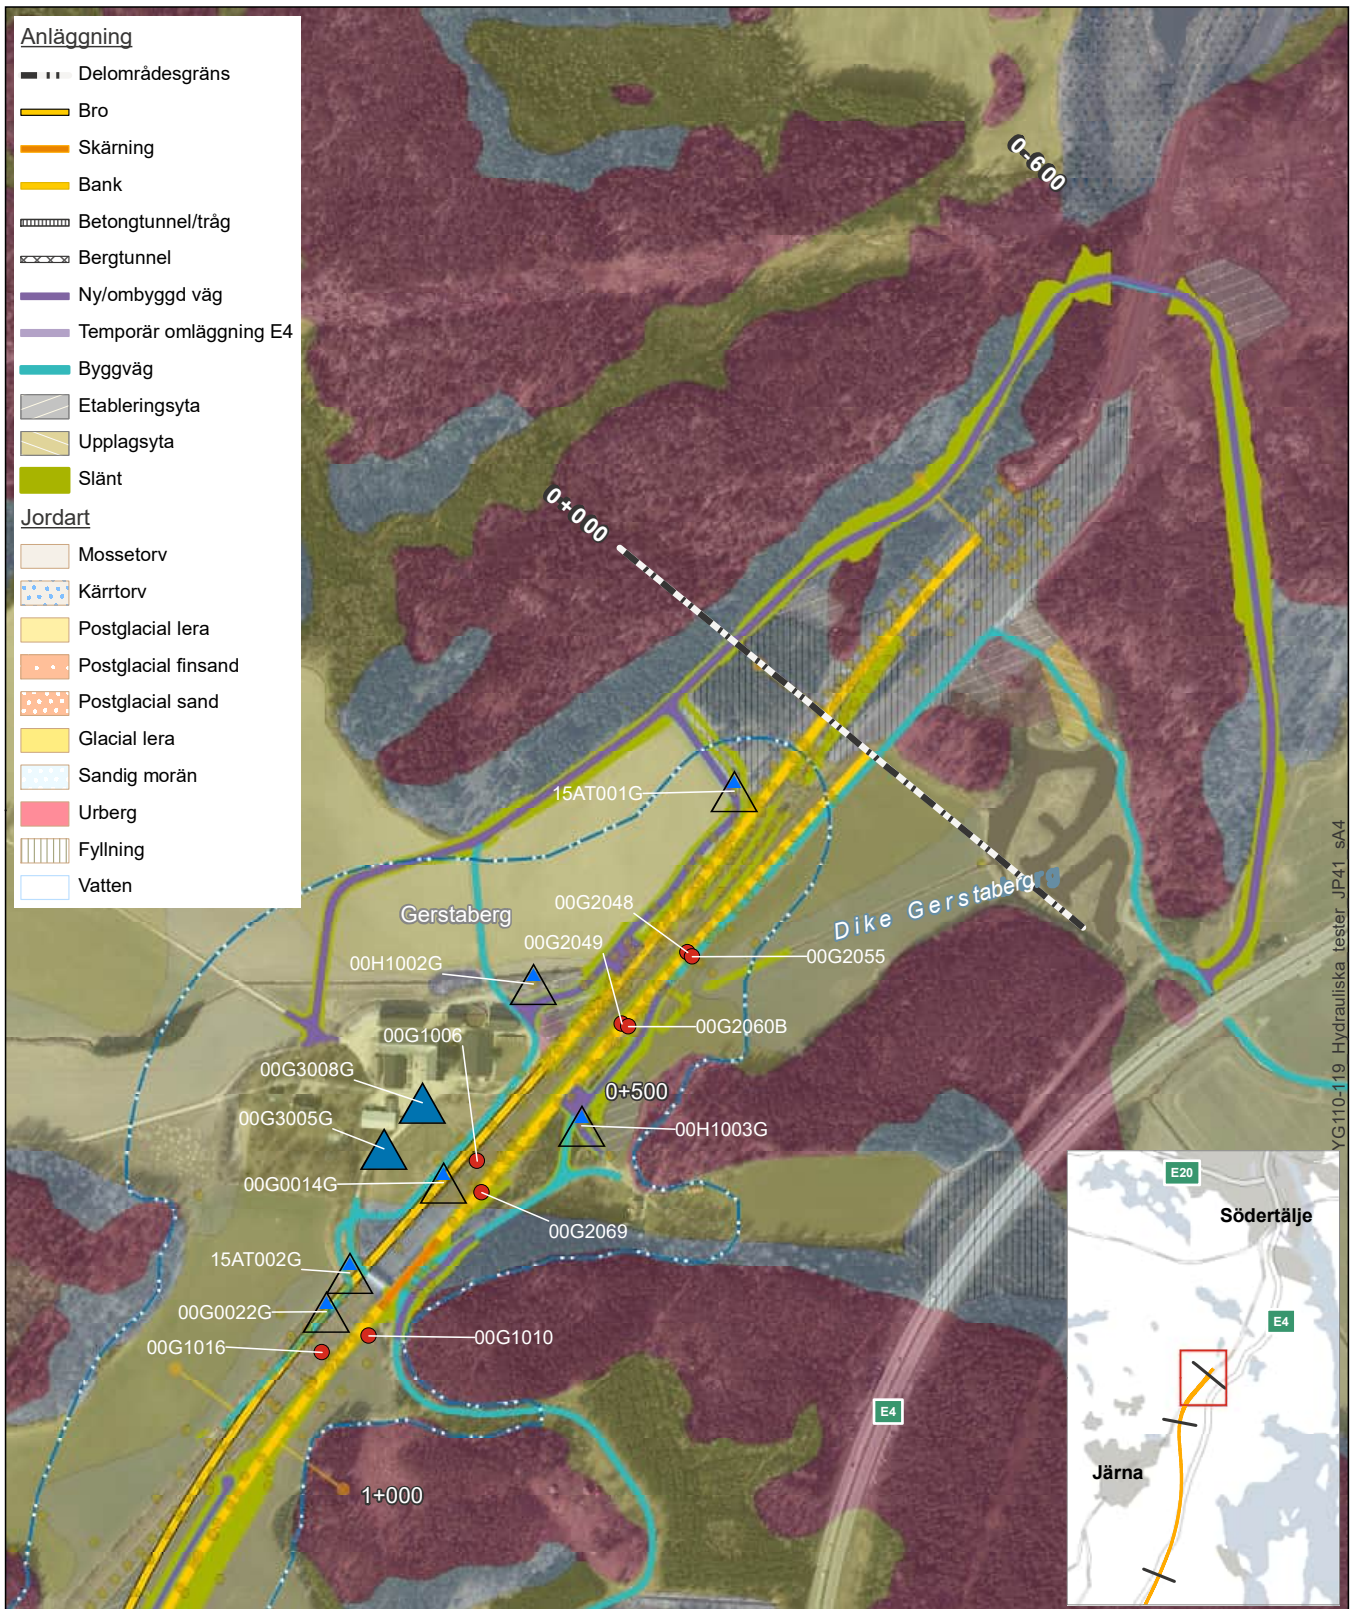 Anläggning
Delområdesgräns
Bro
Skärning
Bank
Betongtunnel/tråg
Bergtunnel
Ny/ombyggd väg
Temporär omläggning E4
Byggväg
Etableringsyta
Upplagsyta
Slänt
Jordart
Mossetorv
Kärrtorv
Postglacial lera
Postglacial finsand
Postglacial sand
Glacial lera
Sandig morän
Urberg
Fyllning
Vatten
0-600
0+000
15AT001G
Dike Gerstaberg
Gerstaberg
00G2048
00G2049
00G2055
00H1002G
00G2060B
00G1006
00G3008G
0+500
00G3005G
00H1003G
00G0014G
00G2069
15AT002G
00G0022G
00G1010
00G1016
1+000
E4
YG110-119 Hydrauliska tester JP41 sA4
E20
Södertälje
E4
Järna